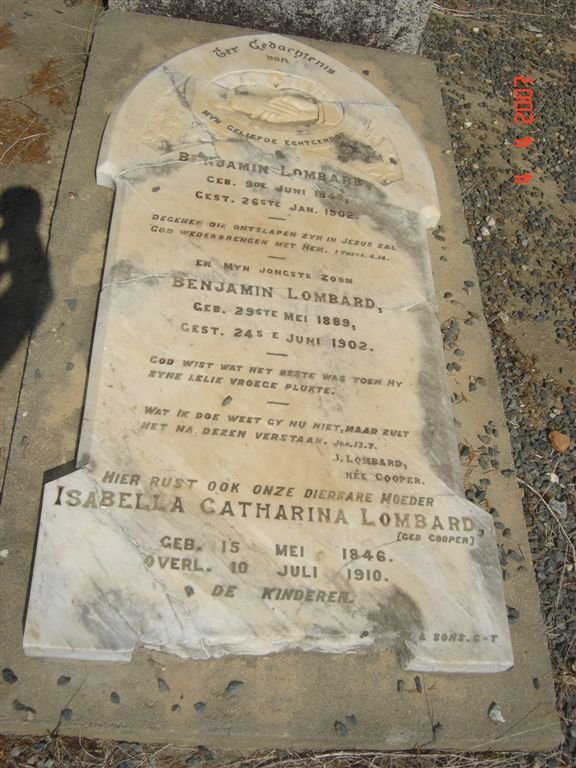 Ter Gedachtenis
van
MYN GELIEFDE ECHTGENOOT
BENJAMIN LOMBARD,
GEB. 9DE JUNI
GEST. 26STE JAN. 1902.
DEGENEN DIE ONTSLAPEN ZYN IN JEZUS ZAL
GOD WEDERBRENGEN MET HEM. I THESS. 4.14.
EN MYN JONGSTE ZOON
BENJAMIN LOMBARD,
GEB. 29STE MEI 1889,
GEST. 24STE JUNI 1902.
GOD WIST WAT HET BESTE WAS TOEN HY
ZYNE LELIE VROEGE PLUKTE.
WAT IK DOE WEET GY NU NIET, MAAR ZULT
HET NA DEZEN VERSTAAN. JOH. 13.7.
I. LOMBARD,
NÉE COOPER.
HIER RUST OOK ONZE DIERBARE MOEDER
ISABELLA CATHARINA LOMBARD,
[GEB COOPER]
GEB. 15 MEI 1846.
OVERL. 10 JULI 1910.
DE KINDEREN.
& SONS. C-T